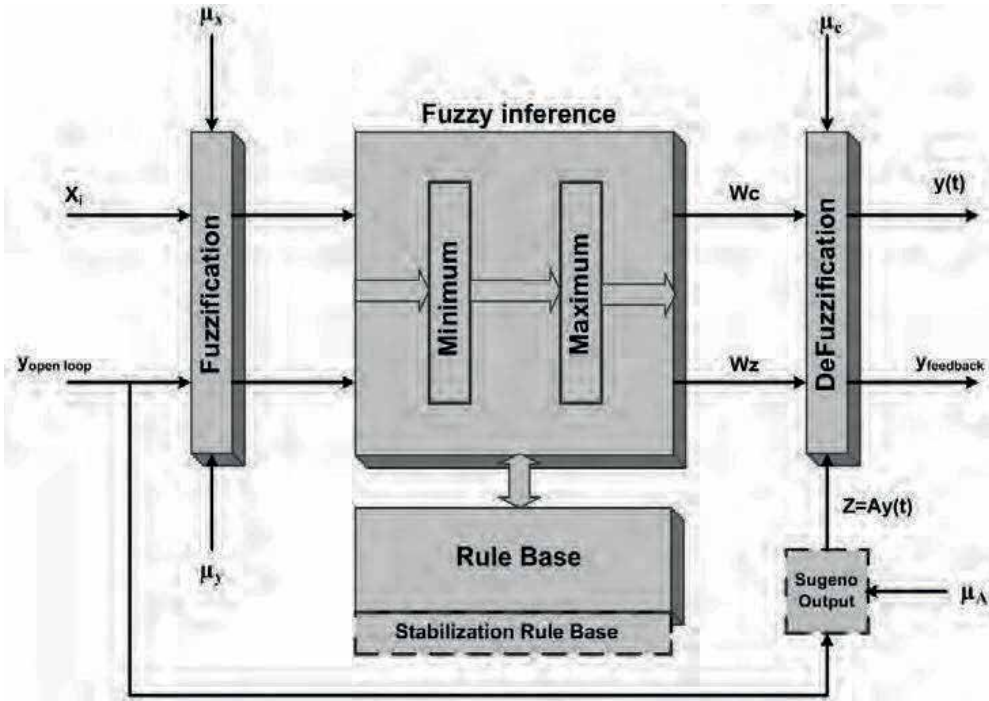 μx
μc
Fuzzy inference
Xi
Wc
y(t)
Fuzzification
Minimum
Maximum
DeFuzzification
yopen loop
Wz
yfeedback
Z=Ay(t)
Rule Base
μy
Sugeno
Output
μA
Stabilization Rule Base